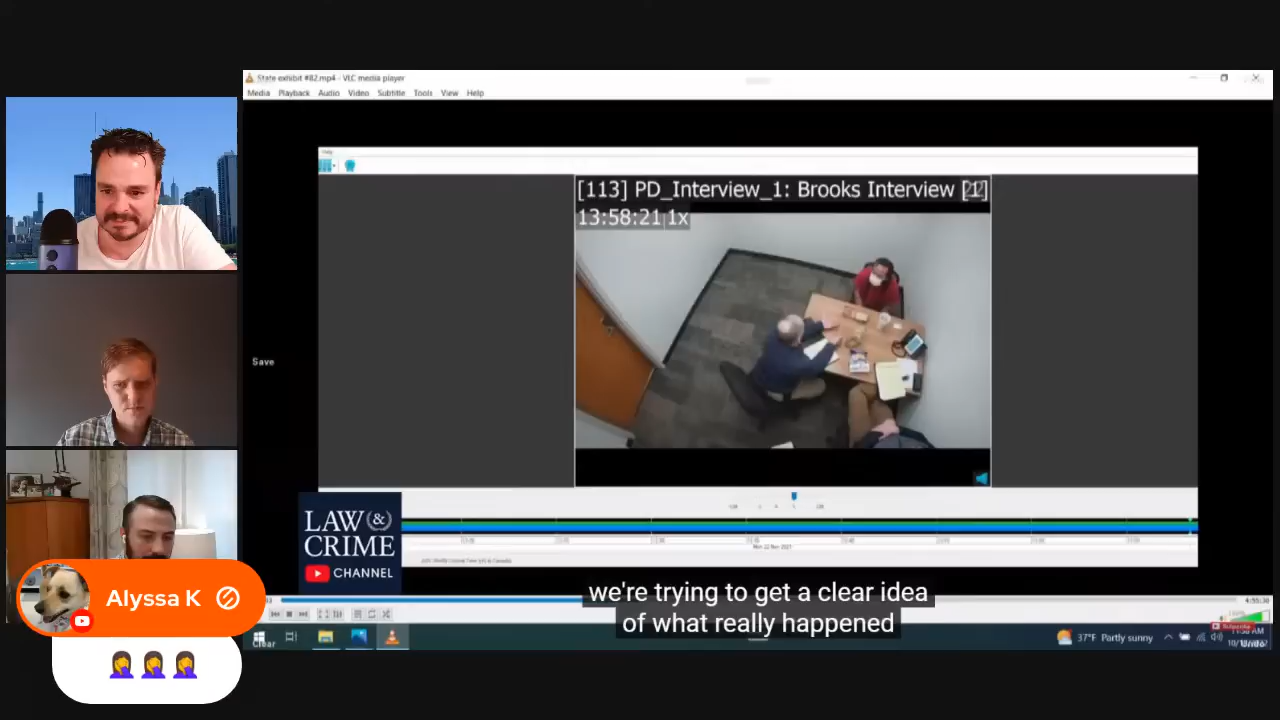 State exhibit #82.mp4 - VLC media player
Media Playback Audio Video Subtitle Tools View Help
[113] PD_Interview_1: Brooks Interview
13:58:21 1x
Save
LAW &
CRIME
CHANNEL
we're trying to get a clear idea
of what really happened
4:55:30
Clear
37°F Partly sunny
Alyssa K